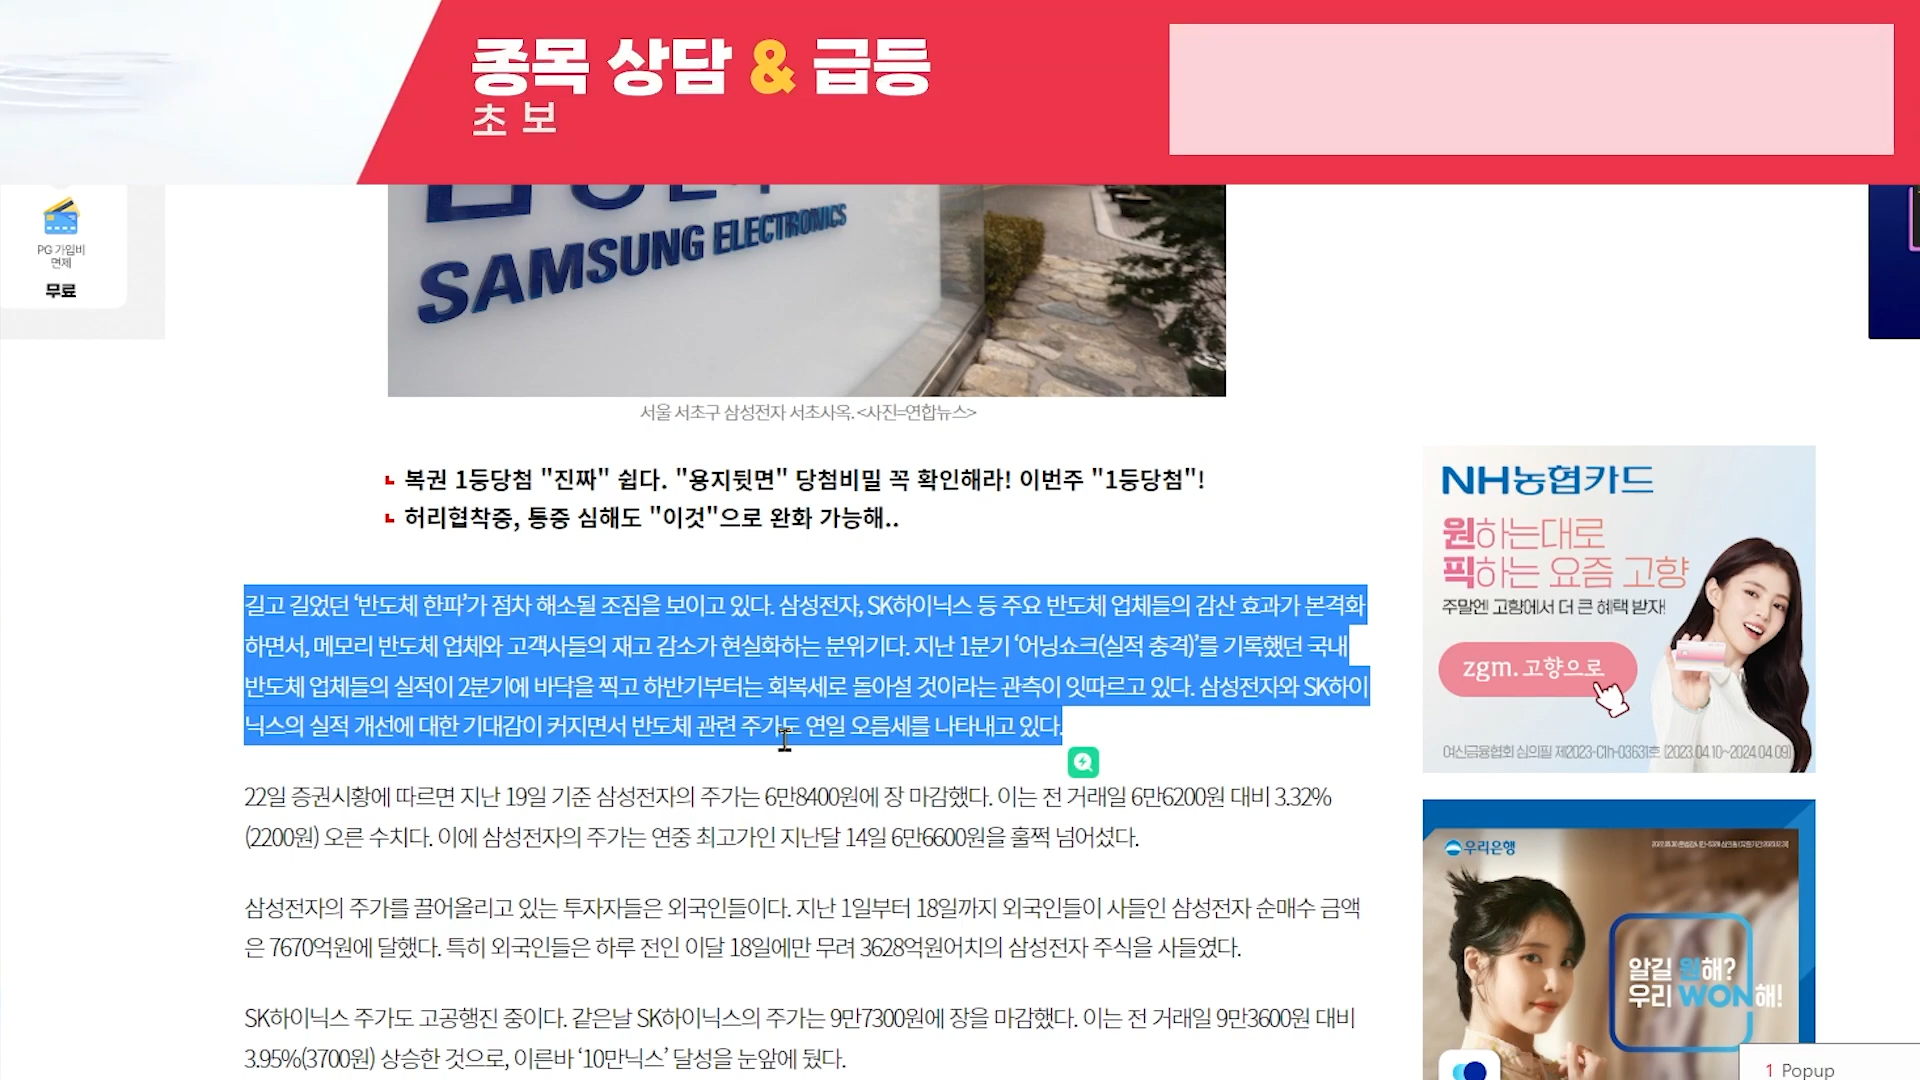 종목 상담 & 급등
초 보
PG 가입비
면제
무료
SAMSUNG ELECTRONICS
서울 서초구 삼성전자 서초사옥.<사진=연합뉴스>
복권 1등당첨 "진짜" 쉽다. "용지뒷면" 당첨비밀 꼭 확인해라! 이번주 "1등당첨"!
허리협착증, 통증 심해도 "이것"으로 완화 가능해..
길고 길었던 ‘반도체 한파’가 점차 해소될 조짐을 보이고 있다. 삼성전자, SK하이닉스 등 주요 반도체 업체들의 감산 효과가 본격화
하면서, 메모리 반도체 업체와 고객사들의 재고 감소가 현실화하는 분위기다. 지난 1분기 ‘어닝쇼크(실적 충격)’를 기록했던 국내
반도체 업체들의 실적이 2분기에 바닥을 찍고 하반기부터는 회복세로 돌아설 것이라는 관측이 잇따르고 있다. 삼성전자와 SK하이
닉스의 실적 개선에 대한 기대감이 커지면서 반도체 관련 주가도 연일 오름세를 나타내고 있다.
22일 증권시황에 따르면 지난 19일 기준 삼성전자의 주가는 6만8400원에 장 마감했다. 이는 전 거래일 6만6200원 대비 3.32%
(2200원) 오른 수치다. 이에 삼성전자의 주가는 연중 최고가인 지난달 14일 6만6600원을 훌쩍 넘어섰다.
삼성전자의 주가를 끌어올리고 있는 투자자들은 외국인들이다. 지난 1일부터 18일까지 외국인들이 사들인 삼성전자 순매수 금액
은 7670억원에 달했다. 특히 외국인들은 하루 전인 이달 18일에만 무려 3628억원어치의 삼성전자 주식을 사들였다.
SK하이닉스 주가도 고공행진 중이다. 같은날 SK하이닉스의 주가는 9만7300원에 장을 마감했다. 이는 전 거래일 9만3600원 대비
3.95%(3700원) 상승한 것으로, 이른바 ‘10만닉스’ 달성을 눈앞에 뒀다.
NH농협카드
원하는대로
픽하는 요즘 고향
주말엔 고향에서 더 큰 혜택 받자!
zgm.고향으로
여신금융협회 심의필 제2023-C1h-03631호 (2023.04.10~2024.04.09)
우리은행
알길 원해?
우리 WON해!
1 Popup